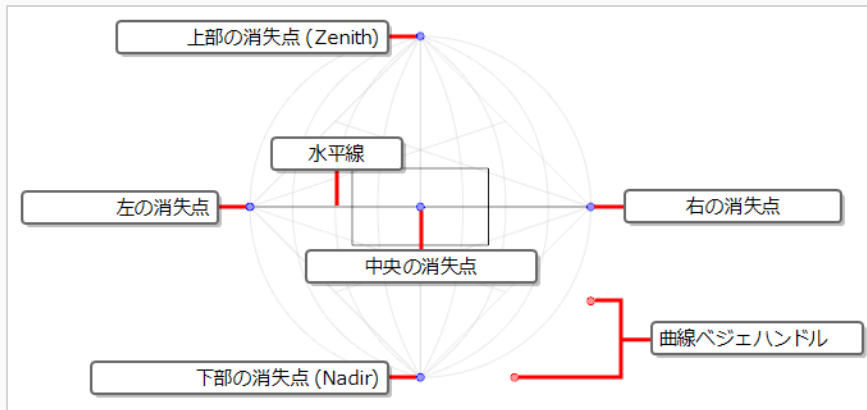 上部の消失点 (Zenith)
水平線
左の消失点
右の消失点
中央の消失点
曲線ベジェハンドル
下部の消失点 (Nadir)